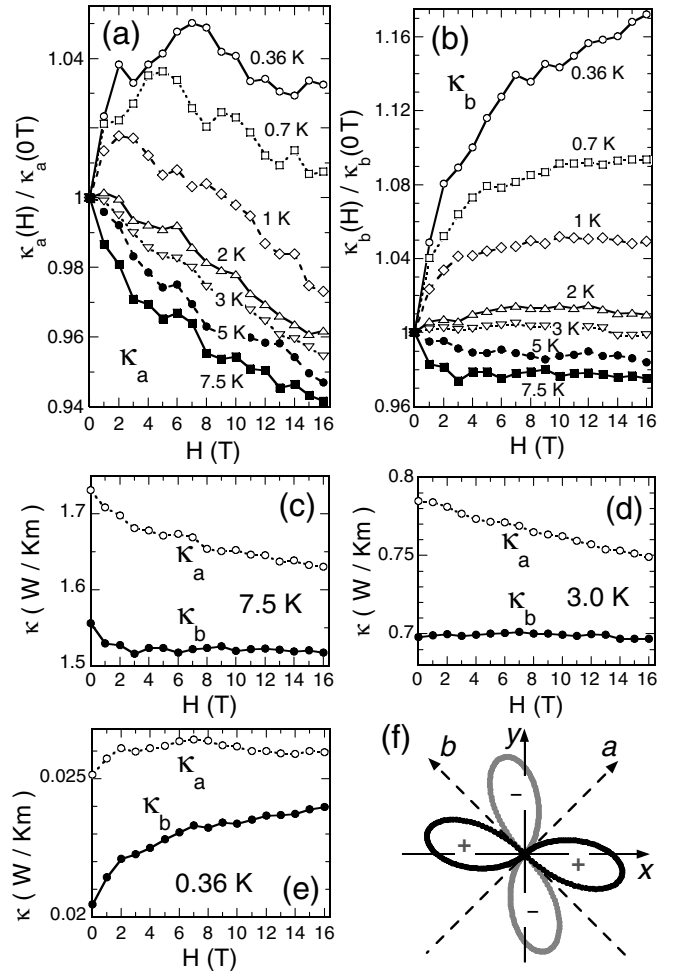 (a)
κa(H) / κa(0T)
1.04
1
0.98
0.96
0.94
0.36 K
0.7 K
1 K
2 K
3 K
5 K
7.5 K
κa
0 2 4 6 8 10 12 14 16
H (T)
(b)
κb(H) / κb(0T)
1.16
1.12
1.08
1.04
1
0.96
κb
0.36 K
0.7 K
1 K
2 K
3 K
5 K
7.5 K
0 2 4 6 8 10 12 14 16
H (T)
(c)
κ ( W / Km )
1.7
1.6
1.5
κa
κb
7.5 K
0 2 4 6 8 10 12 14 16
H (T)
(d)
κ ( W / Km )
0.8
0.75
0.7
κa
κb
3.0 K
0 2 4 6 8 10 12 14 16
H (T)
(e)
κ ( W / Km )
0.025
0.02
κa
κb
0.36 K
0 2 4 6 8 10 12 14 16
H (T)
(f)
b y a
–
+ + x
–